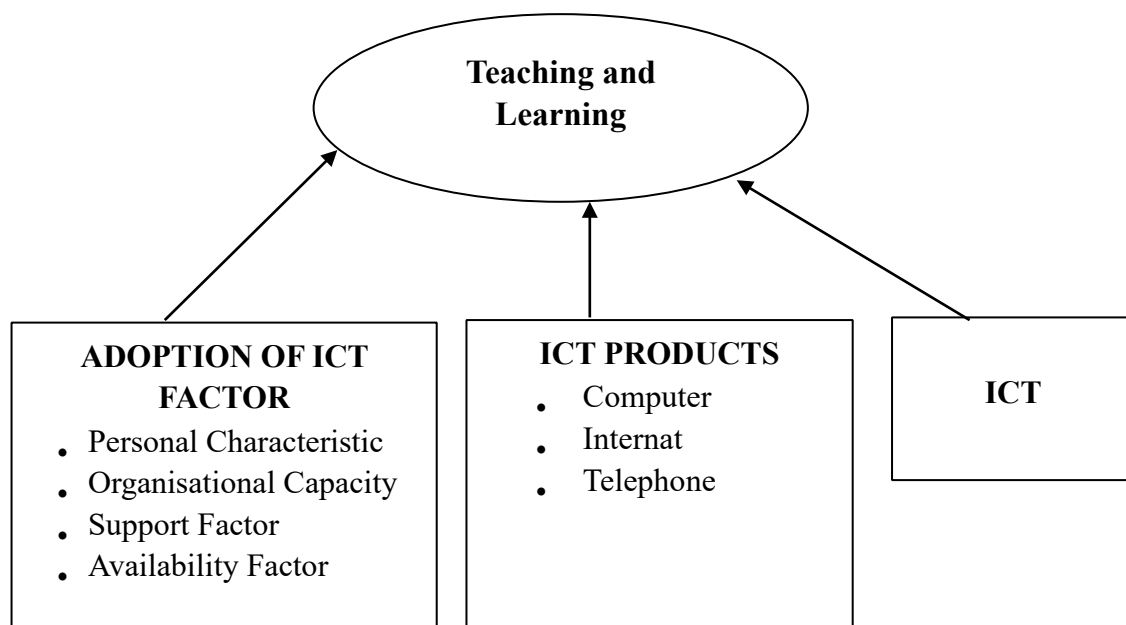 Teaching and
Learning
ADOPTION OF ICT
FACTOR
• Personal Characteristic
• Organisational Capacity
• Support Factor
• Availability Factor
ICT PRODUCTS
• Computer
• Internat
• Telephone
ICT